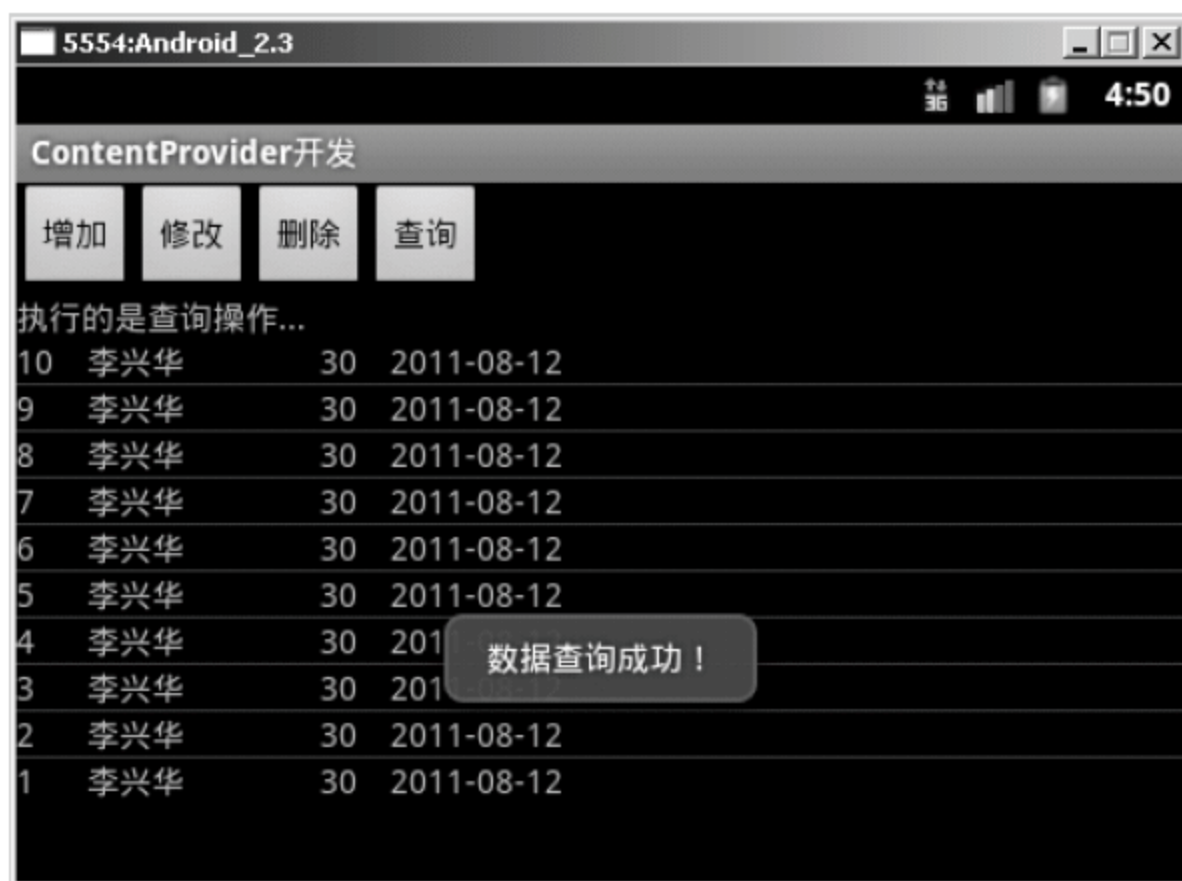 5554:Android_2.3
3G 4:50
ContentProvider开发
增加 修改 删除 查询
执行的是查询操作...
10 李兴华 30 2011-08-12
9 李兴华 30 2011-08-12
8 李兴华 30 2011-08-12
7 李兴华 30 2011-08-12
6 李兴华 30 2011-08-12
5 李兴华 30 2011-08-12
4 李兴华 30 201
数据查询成功！
3 李兴华 30 201
2 李兴华 30 2011-08-12
1 李兴华 30 2011-08-12